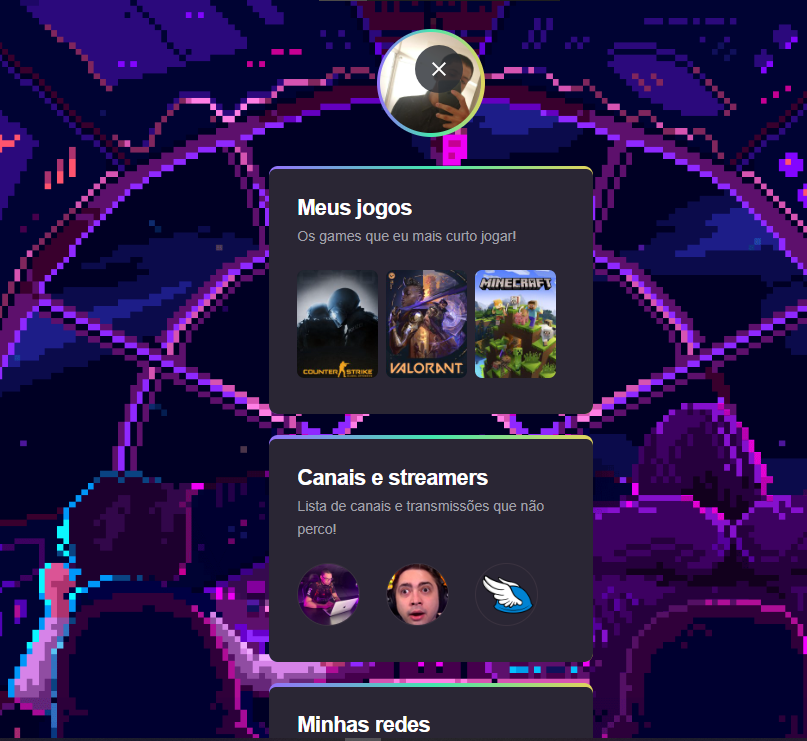 Meus jogos
Os games que eu mais curto jogar!
COUNTER STRIKE
VALORANT
MINECRAFT
Canais e streamers
Lista de canais e transmissões que não
perco!
Minhas redes